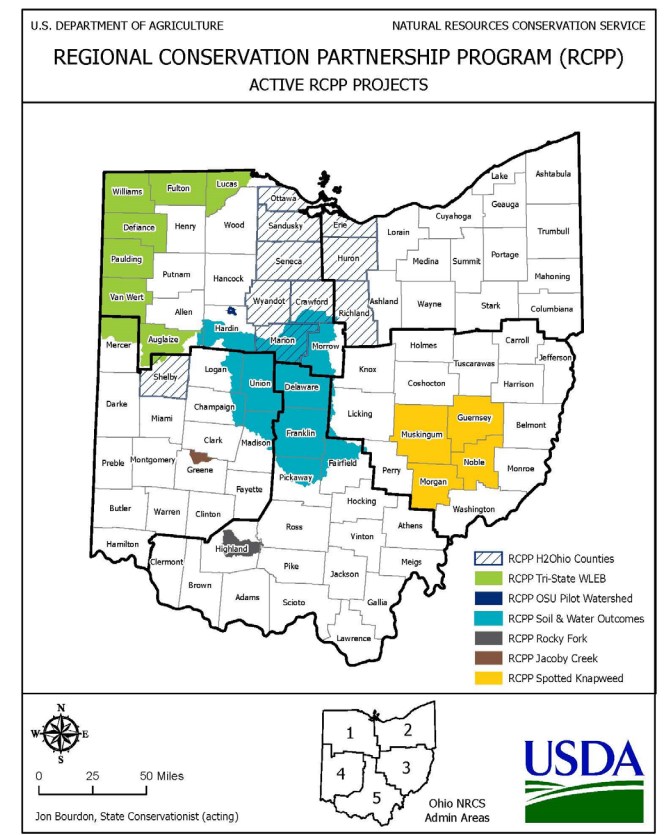 U.S. DEPARTMENT OF AGRICULTURE
NATURAL RESOURCES CONSERVATION SERVICE
REGIONAL CONSERVATION PARTNERSHIP PROGRAM (RCPP)
ACTIVE RCPP PROJECTS
Williams
Fulton
Lucas
Ottawa
Lake
Ashtabula
Geauga
Cuyahoga
Defiance
Henry
Wood
Sandusky
Erie
Lorain
Trumbull
Paulding
Putnam
Hancock
Seneca
Huron
Medina
Summit
Portage
Mahoning
Van Wert
Allen
Wyandot
Crawford
Richland
Ashland
Wayne
Stark
Columbiana
Mercer
Auglaize
Hardin
Marion
Morrow
Holmes
Carroll
Jefferson
Shelby
Logan
Union
Delaware
Knox
Coshocton
Tuscarawas
Harrison
Darke
Miami
Champaign
Licking
Muskingum
Guernsey
Belmont
Clark
Madison
Franklin
Preble
Montgomery
Greene
Pickaway
Fairfield
Perry
Morgan
Noble
Monroe
Butler
Warren
Clinton
Fayette
Hocking
Washington
Hamilton
Clermont
Highland
Ross
Vinton
Athens
Meigs
Brown
Adams
Pike
Scioto
Jackson
Gallia
Lawrence
RCPP H2Ohio Counties
RCPP Tri-State WLEB
RCPP OSU Pilot Watershed
RCPP Soil & Water Outcomes
RCPP Rocky Fork
RCPP Jacoby Creek
RCPP Spotted Knapweed
N
W
E
S
0 25 50 Miles
Jon Bourdon, State Conservationist (acting)
1
2
3
4
5
Ohio NRCS
Admin Areas
USDA